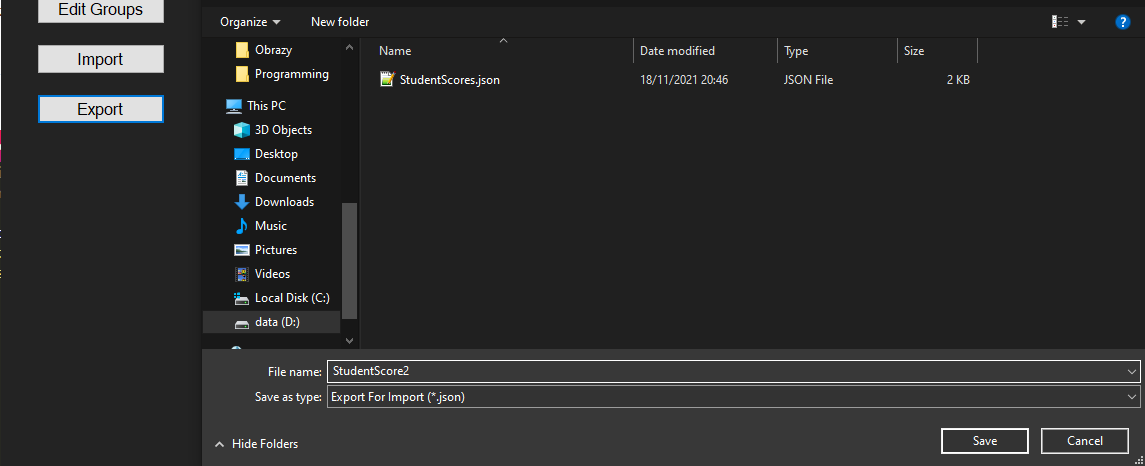 Edit Groups
Import
Export
Organize
New folder
Obrazy
Programming
This PC
3D Objects
Desktop
Documents
Downloads
Music
Pictures
Videos
Local Disk (C:)
data (D:)
Name
Date modified
Type
Size
StudentScores.json
18/11/2021 20:46
JSON File
2 KB
File name:
StudentScore2
Save as type:
Export For Import (*.json)
Hide Folders
Save
Cancel